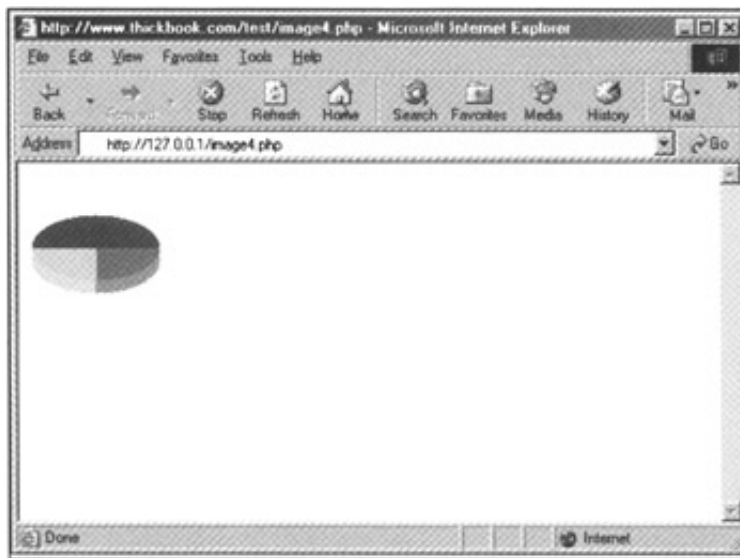 http://www.thickbook.com/test/image4.php - Microsoft Internet Explorer
File Edit View Favorites Tools Help
Back Forward Stop Refresh Home Search Favorites Media History Mail »
Address http://127.0.0.1/image4.php Go
Done Internet